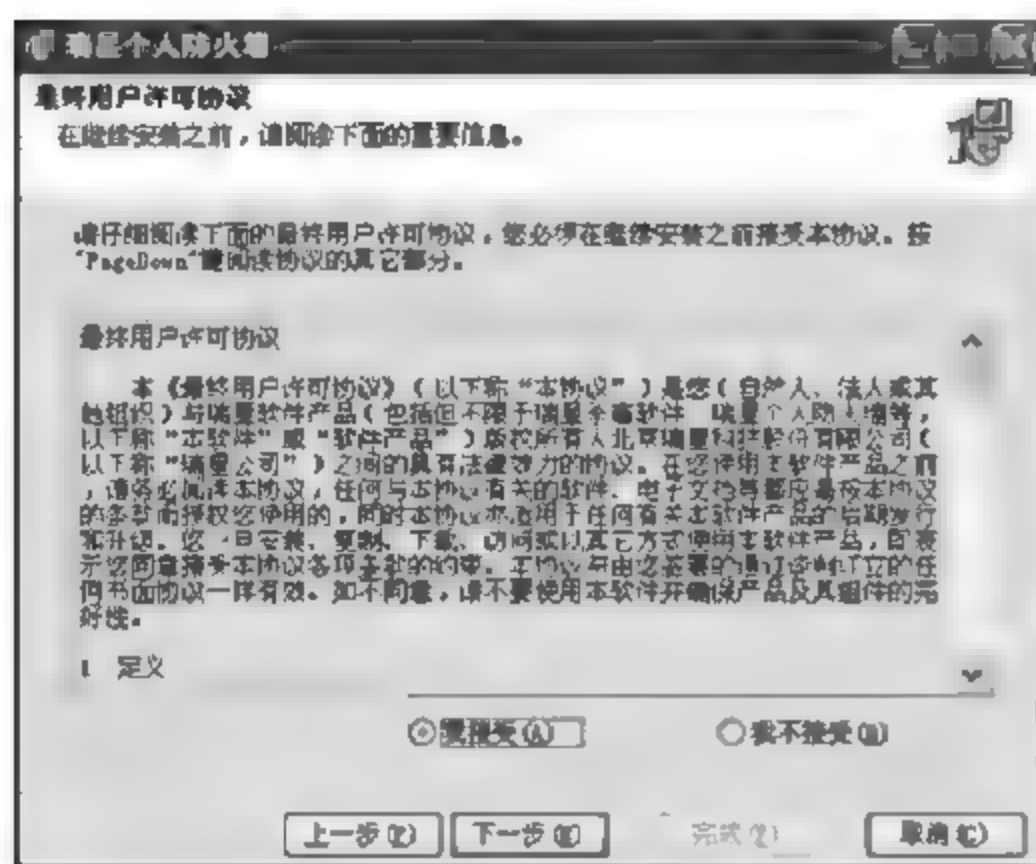 瑞星个人防火墙
最终用户许可协议
在继续安装之前，请阅读下面的重要信息。
请仔细阅读下面的最终用户许可协议，您必须在继续安装之前接受本协议。按
"PageDown"键阅读协议的其它部分。
最终用户许可协议
本《最终用户许可协议》（以下称“本协议”）是您（自然人、法人或其
他组织）与瑞星软件产品（包括但不限于瑞星杀毒软件、瑞星个人防火墙等，
以下称“本软件”或“软件产品”）版权所有人北京瑞星科技股份有限公司（
以下称“瑞星公司”）之间的具有法律效力的协议。在您使用本软件产品之前
，请务必阅读本协议，任何与本协议有关的软件、电子文档等都应是按本协议
的条款而授权您使用的，同时本协议亦适用于任何有关本软件产品的后期发行
和升级。您一旦安装、复制、下载、访问或以其它方式使用本软件产品，即表
示您同意接受本协议各项条款的约束。本协议与由您签署的
何书面协议一样有效。如不同意，请不要使用本软件并确保产品及其组件的完
好性。
1 定义
我接受(A)
我不接受(D)
上一步(P)
下一步(N)
完成(F)
取消(C)